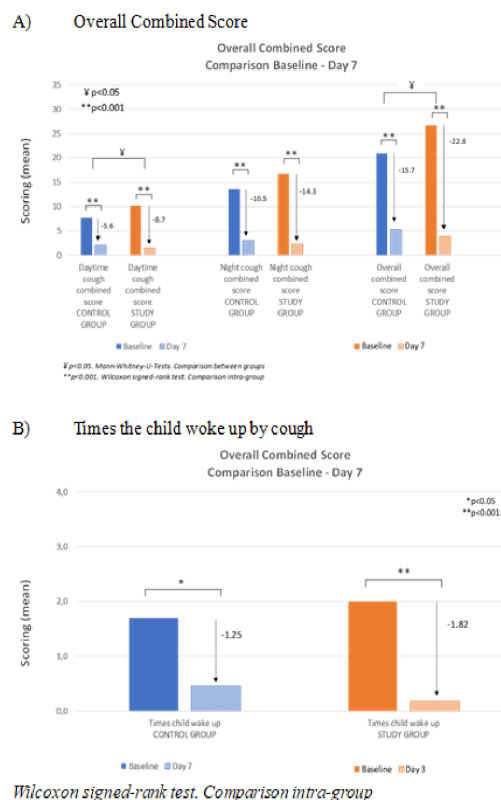 A) Overall Combined Score
Overall Combined Score
Comparison Baseline - Day 7
¥ p<0.05
**p<0.001
Scoring (mean)
35
30
25
20
15
10
5
0
¥
**
-5.6
**
-8.7
**
-10.5
**
-14.3
¥
**
-15.7
**
-22.8
Daytime cough combined score CONTROL GROUP
Daytime cough combined score STUDY GROUP
Night cough combined score CONTROL GROUP
Night cough combined score STUDY GROUP
Overall combined score CONTROL GROUP
Overall combined score STUDY GROUP
Baseline Day 7
Baseline Day 7
¥ p<0.05. Mann-Whitney-U-Tests. Comparison between groups
**p<0.001. Wilcoxon signed-rank test. Comparison intra-group
B) Times the child woke up by cough
Overall Combined Score
Comparison Baseline - Day 7
*p<0.05
**p<0.001
Scoring (mean)
4,0
3,0
2,0
1,0
0,0
*
-1.25
**
-1.82
Times child wake up
CONTROL GROUP
Times child wake up
STUDY GROUP
Baseline Day 7
Baseline Day 3
Wilcoxon signed-rank test. Comparison intra-group